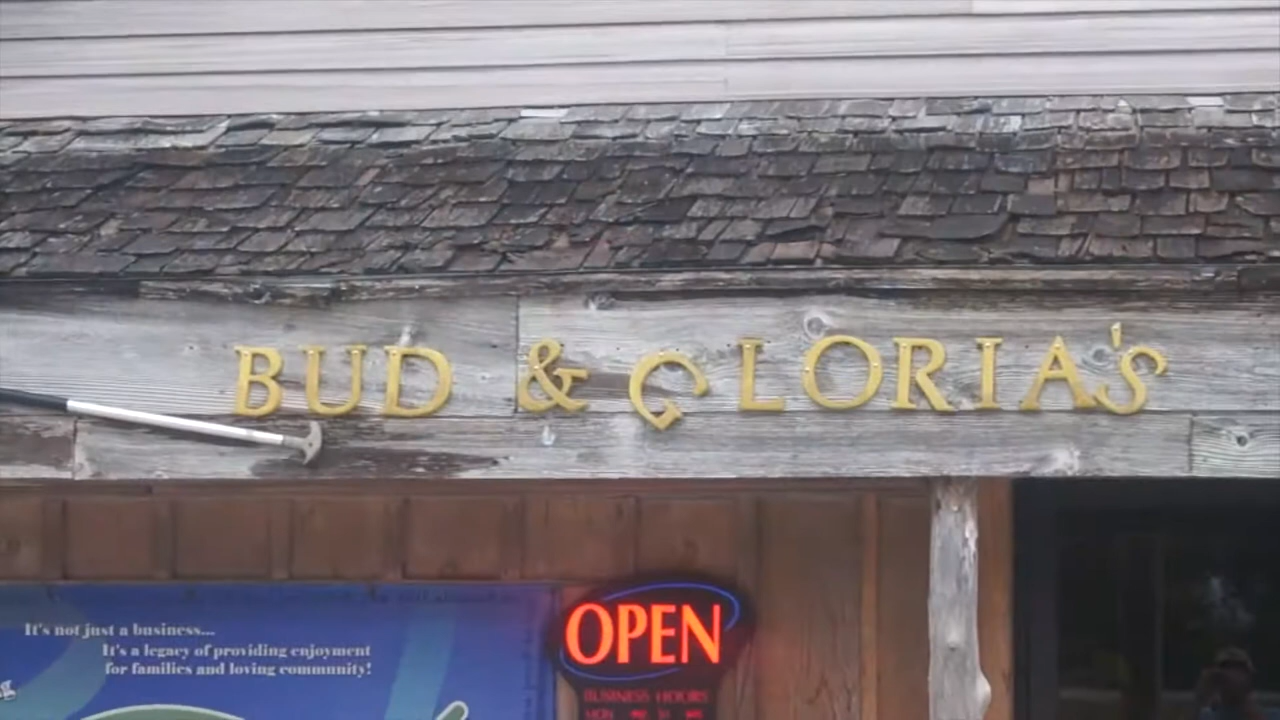 BUD & GLORIA'S
It's not just a business...
It's a legacy of providing enjoyment
for families and loving community!
OPEN
BUSINESS HOURS